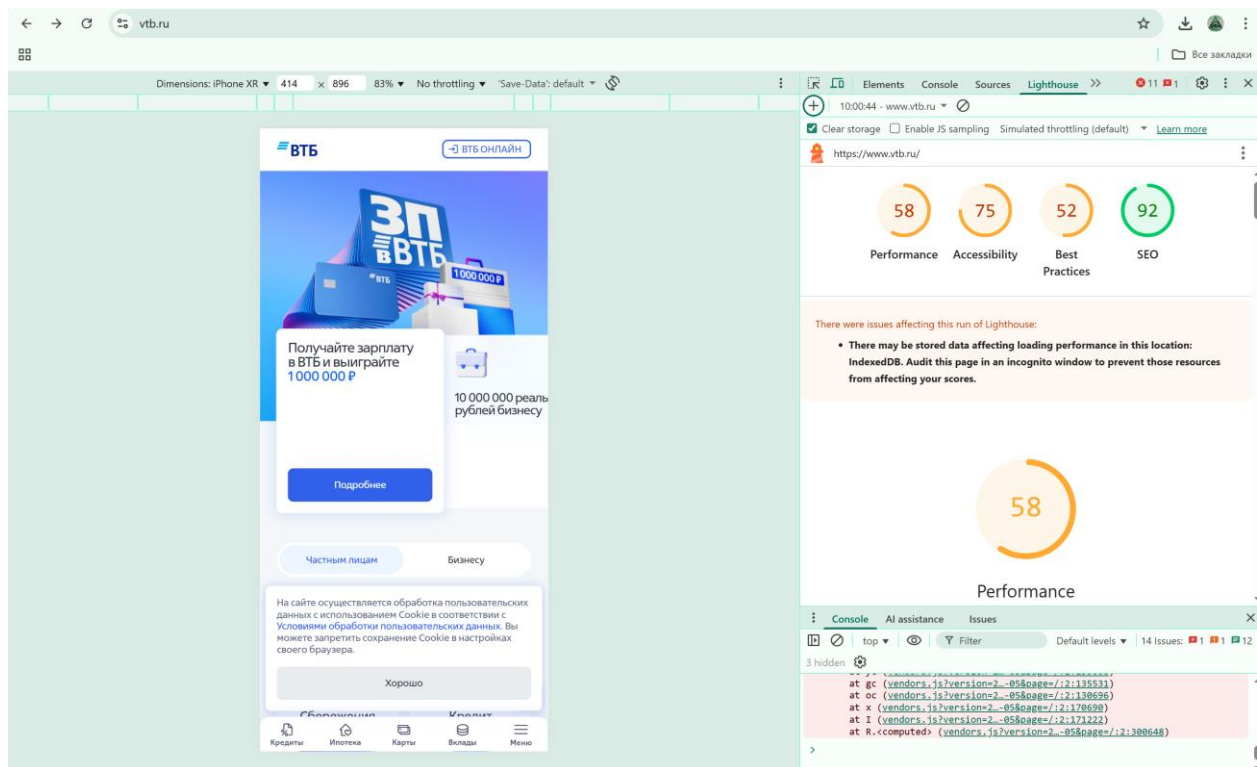 vtb.ru
Все закладки
Dimensions: iPhone XR ▼ 414 x 896 83% ▼ No throttling ▼ 'Save-Data': default
Elements Console Sources Lighthouse >> 11 1
10:00:44 - www.vtb.ru
Clear storage Enable JS sampling Simulated throttling (default) Learn more
https://www.vtb.ru/
ВТБ
ВТБ ОНЛАЙН
ЗП
В ВТБ
ВТБ
1 000 000 ₽
Получайте зарплату
в ВТБ и выиграйте
1 000 000 ₽
10 000 000 реаль
рублей бизнесу
Подробнее
Частным лицам Бизнесу
На сайте осуществляется обработка пользовательских
данных с использованием Cookie в соответствии с
Условиями обработки пользовательских данных. Вы
можете запретить сохранение Cookie в настройках
своего браузера.
Хорошо
Сбережения Кредит
Кредиты Ипотека Карты Вклады Меню
58 75 52 92
Performance Accessibility Best SEO
Practices
There were issues affecting this run of Lighthouse:
• There may be stored data affecting loading performance in this location:
IndexedDB. Audit this page in an incognito window to prevent those resources
from affecting your scores.
58
Performance
Console AI assistance Issues
top ▼ Filter Default levels ▼ 14 Issues: 1 1 12
3 hidden
at gc (vendors.js?version=2…-05&page=/:2:135531)
at oc (vendors.js?version=2…-05&page=/:2:130696)
at x (vendors.js?version=2…-05&page=/:2:170690)
at I (vendors.js?version=2…-05&page=/:2:171222)
at R.<computed> (vendors.js?version=2…-05&page=/:2:300648)
>